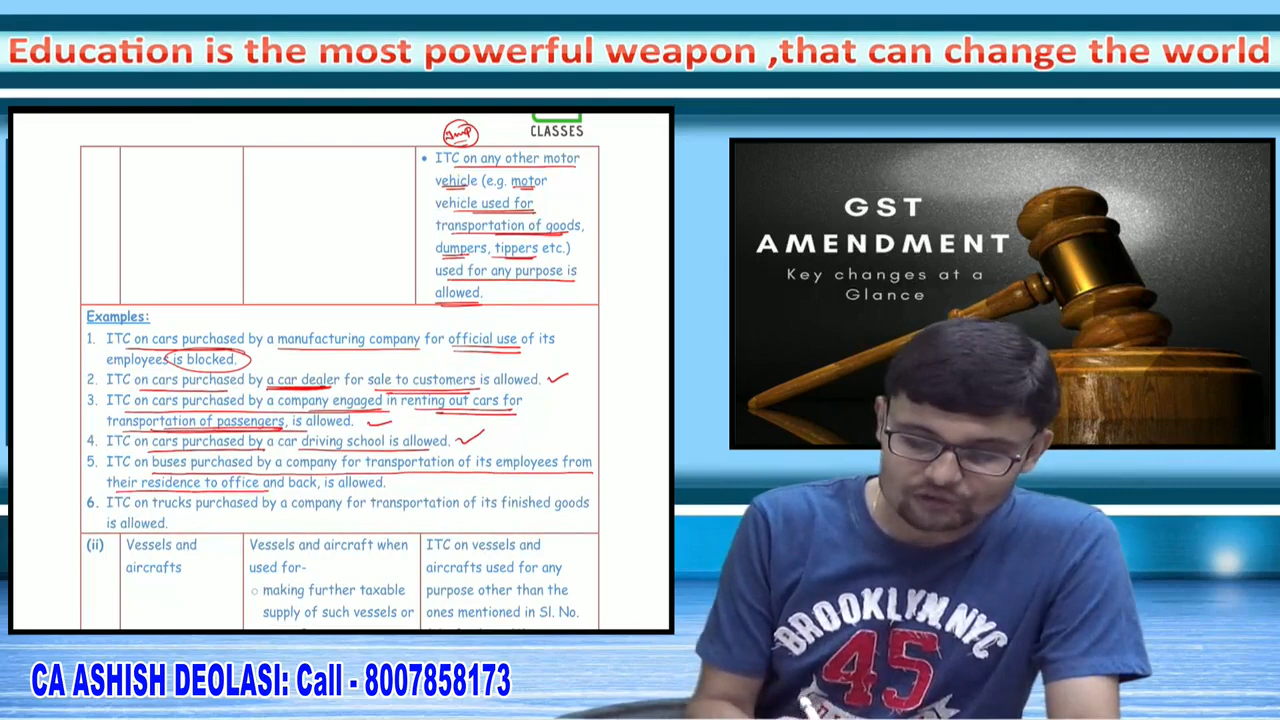 Education is the most powerful weapon ,that can change the world
CLASSES
Imp
• ITC on any other motor
vehicle (e.g. motor
vehicle used for
transportation of goods,
dumpers, tippers etc.)
used for any purpose is
allowed.
Examples:
1. ITC on cars purchased by a manufacturing company for official use of its
employees is blocked.
2. ITC on cars purchased by a car dealer for sale to customers is allowed.
3. ITC on cars purchased by a company engaged in renting out cars for
transportation of passengers, is allowed.
4. ITC on cars purchased by a car driving school is allowed.
5. ITC on buses purchased by a company for transportation of its employees from
their residence to office and back, is allowed.
6. ITC on trucks purchased by a company for transportation of its finished goods
is allowed.
(ii) Vessels and
aircrafts
Vessels and aircraft when
used for-
○ making further taxable
supply of such vessels or
ITC on vessels and
aircrafts used for any
purpose other than the
ones mentioned in Sl. No.
GST
AMENDMENT
Key changes at a
Glance
BROOKLYN, NYC
45
CA ASHISH DEOLASI: Call - 8007858173